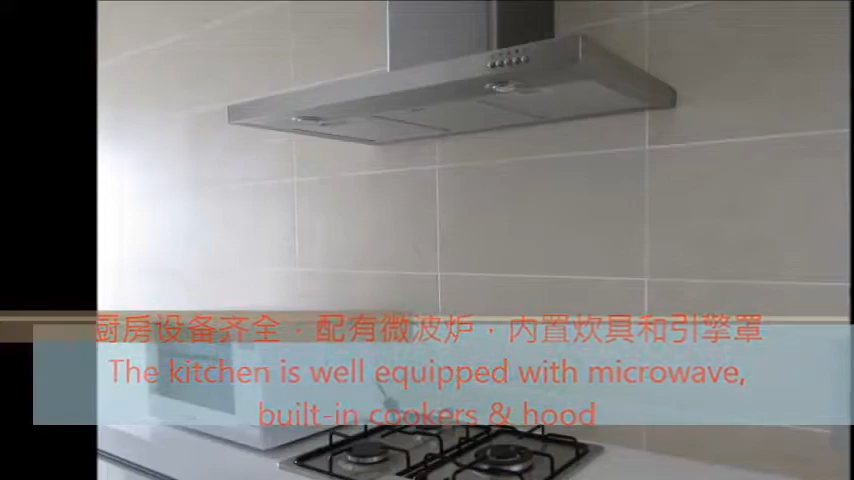 厨房设备齐全·配有微波炉·内置炊具和引擎罩
The kitchen is well equipped with microwave,
built-in cookers & hood